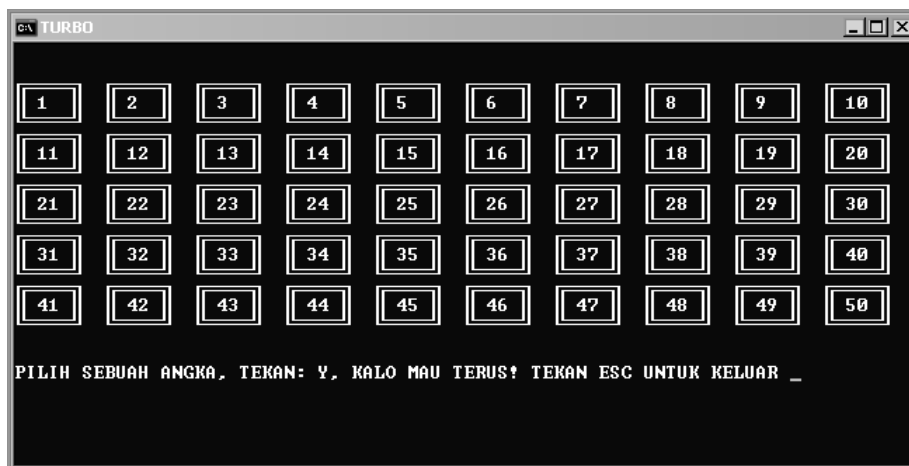 C:\ TURBO
1 2 3 4 5 6 7 8 9 10
11 12 13 14 15 16 17 18 19 20
21 22 23 24 25 26 27 28 29 30
31 32 33 34 35 36 37 38 39 40
41 42 43 44 45 46 47 48 49 50
PILIH SEBUAH ANGKA, TEKAN: Y, KALO MAU TERUS! TEKAN ESC UNTUK KELUAR _